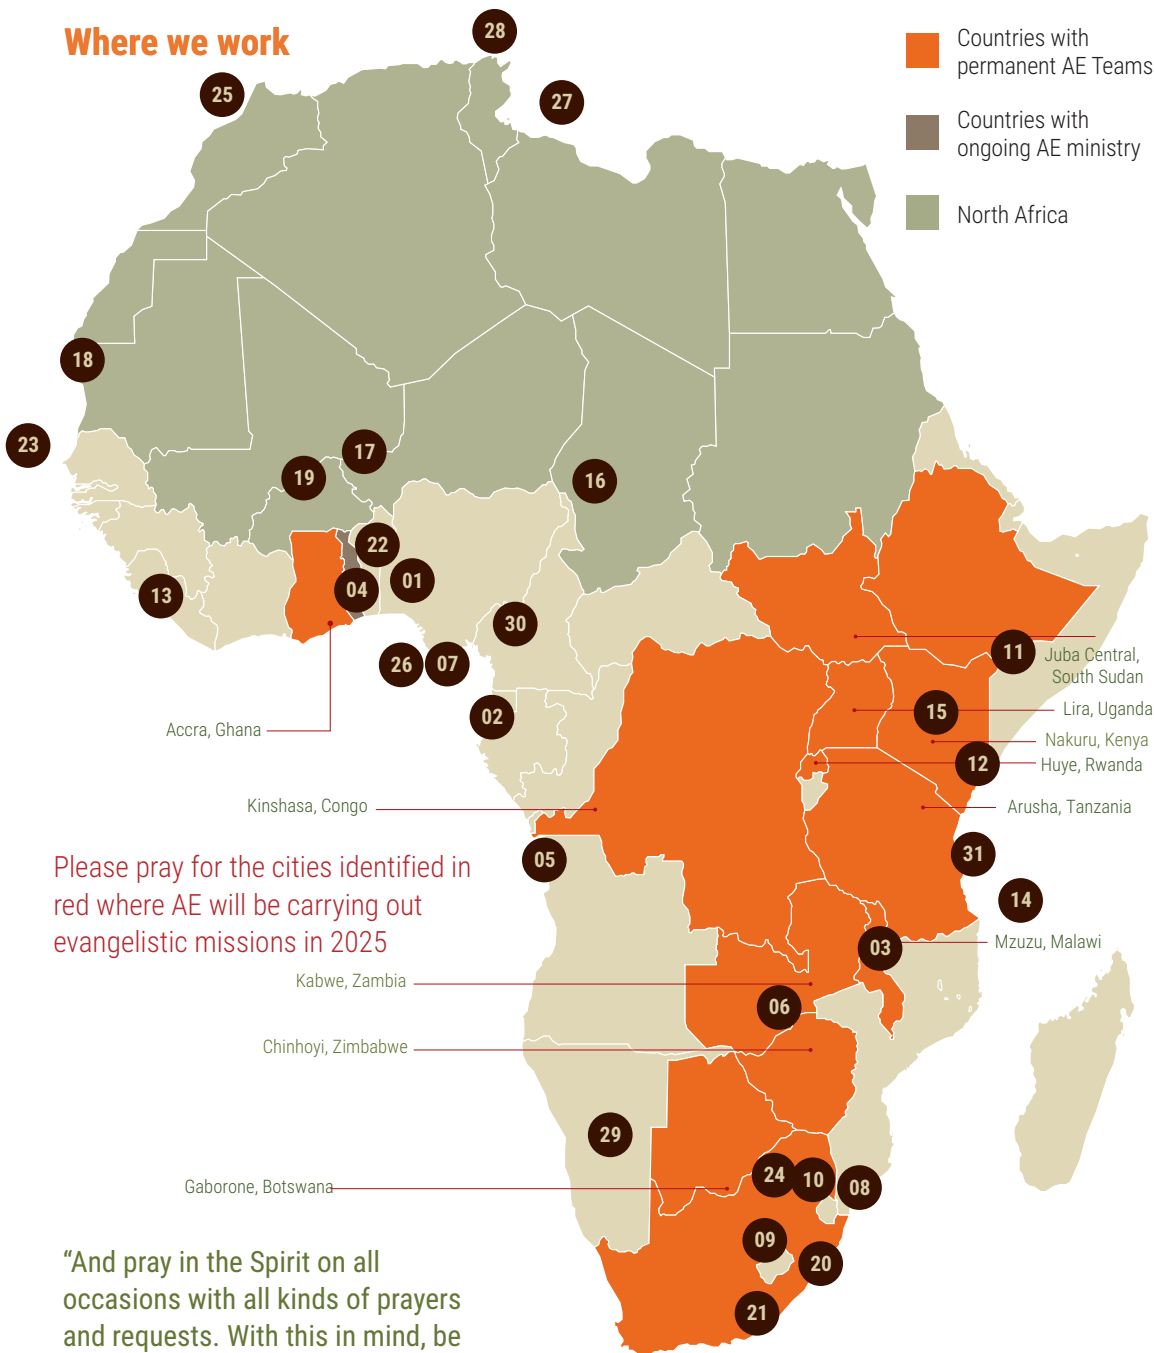 Where we work
Countries with
permanent AE Teams
Countries with
ongoing AE ministry
North Africa
28
25
27
18
23
17
19
16
22
01
04
13
30
26
07
11
Juba Central,
South Sudan
02
15
Lira, Uganda
Accra, Ghana
Nakuru, Kenya
12
Huye, Rwanda
Kinshasa, Congo
Arusha, Tanzania
05
31
Please pray for the cities identified in
red where AE will be carrying out
evangelistic missions in 2025
14
03
Mzuzu, Malawi
Kabwe, Zambia
06
Chinhoyi, Zimbabwe
29
24
10
08
Gaborone, Botswana
09
20
21
“And pray in the Spirit on all
occasions with all kinds of prayers
and requests. With this in mind, be